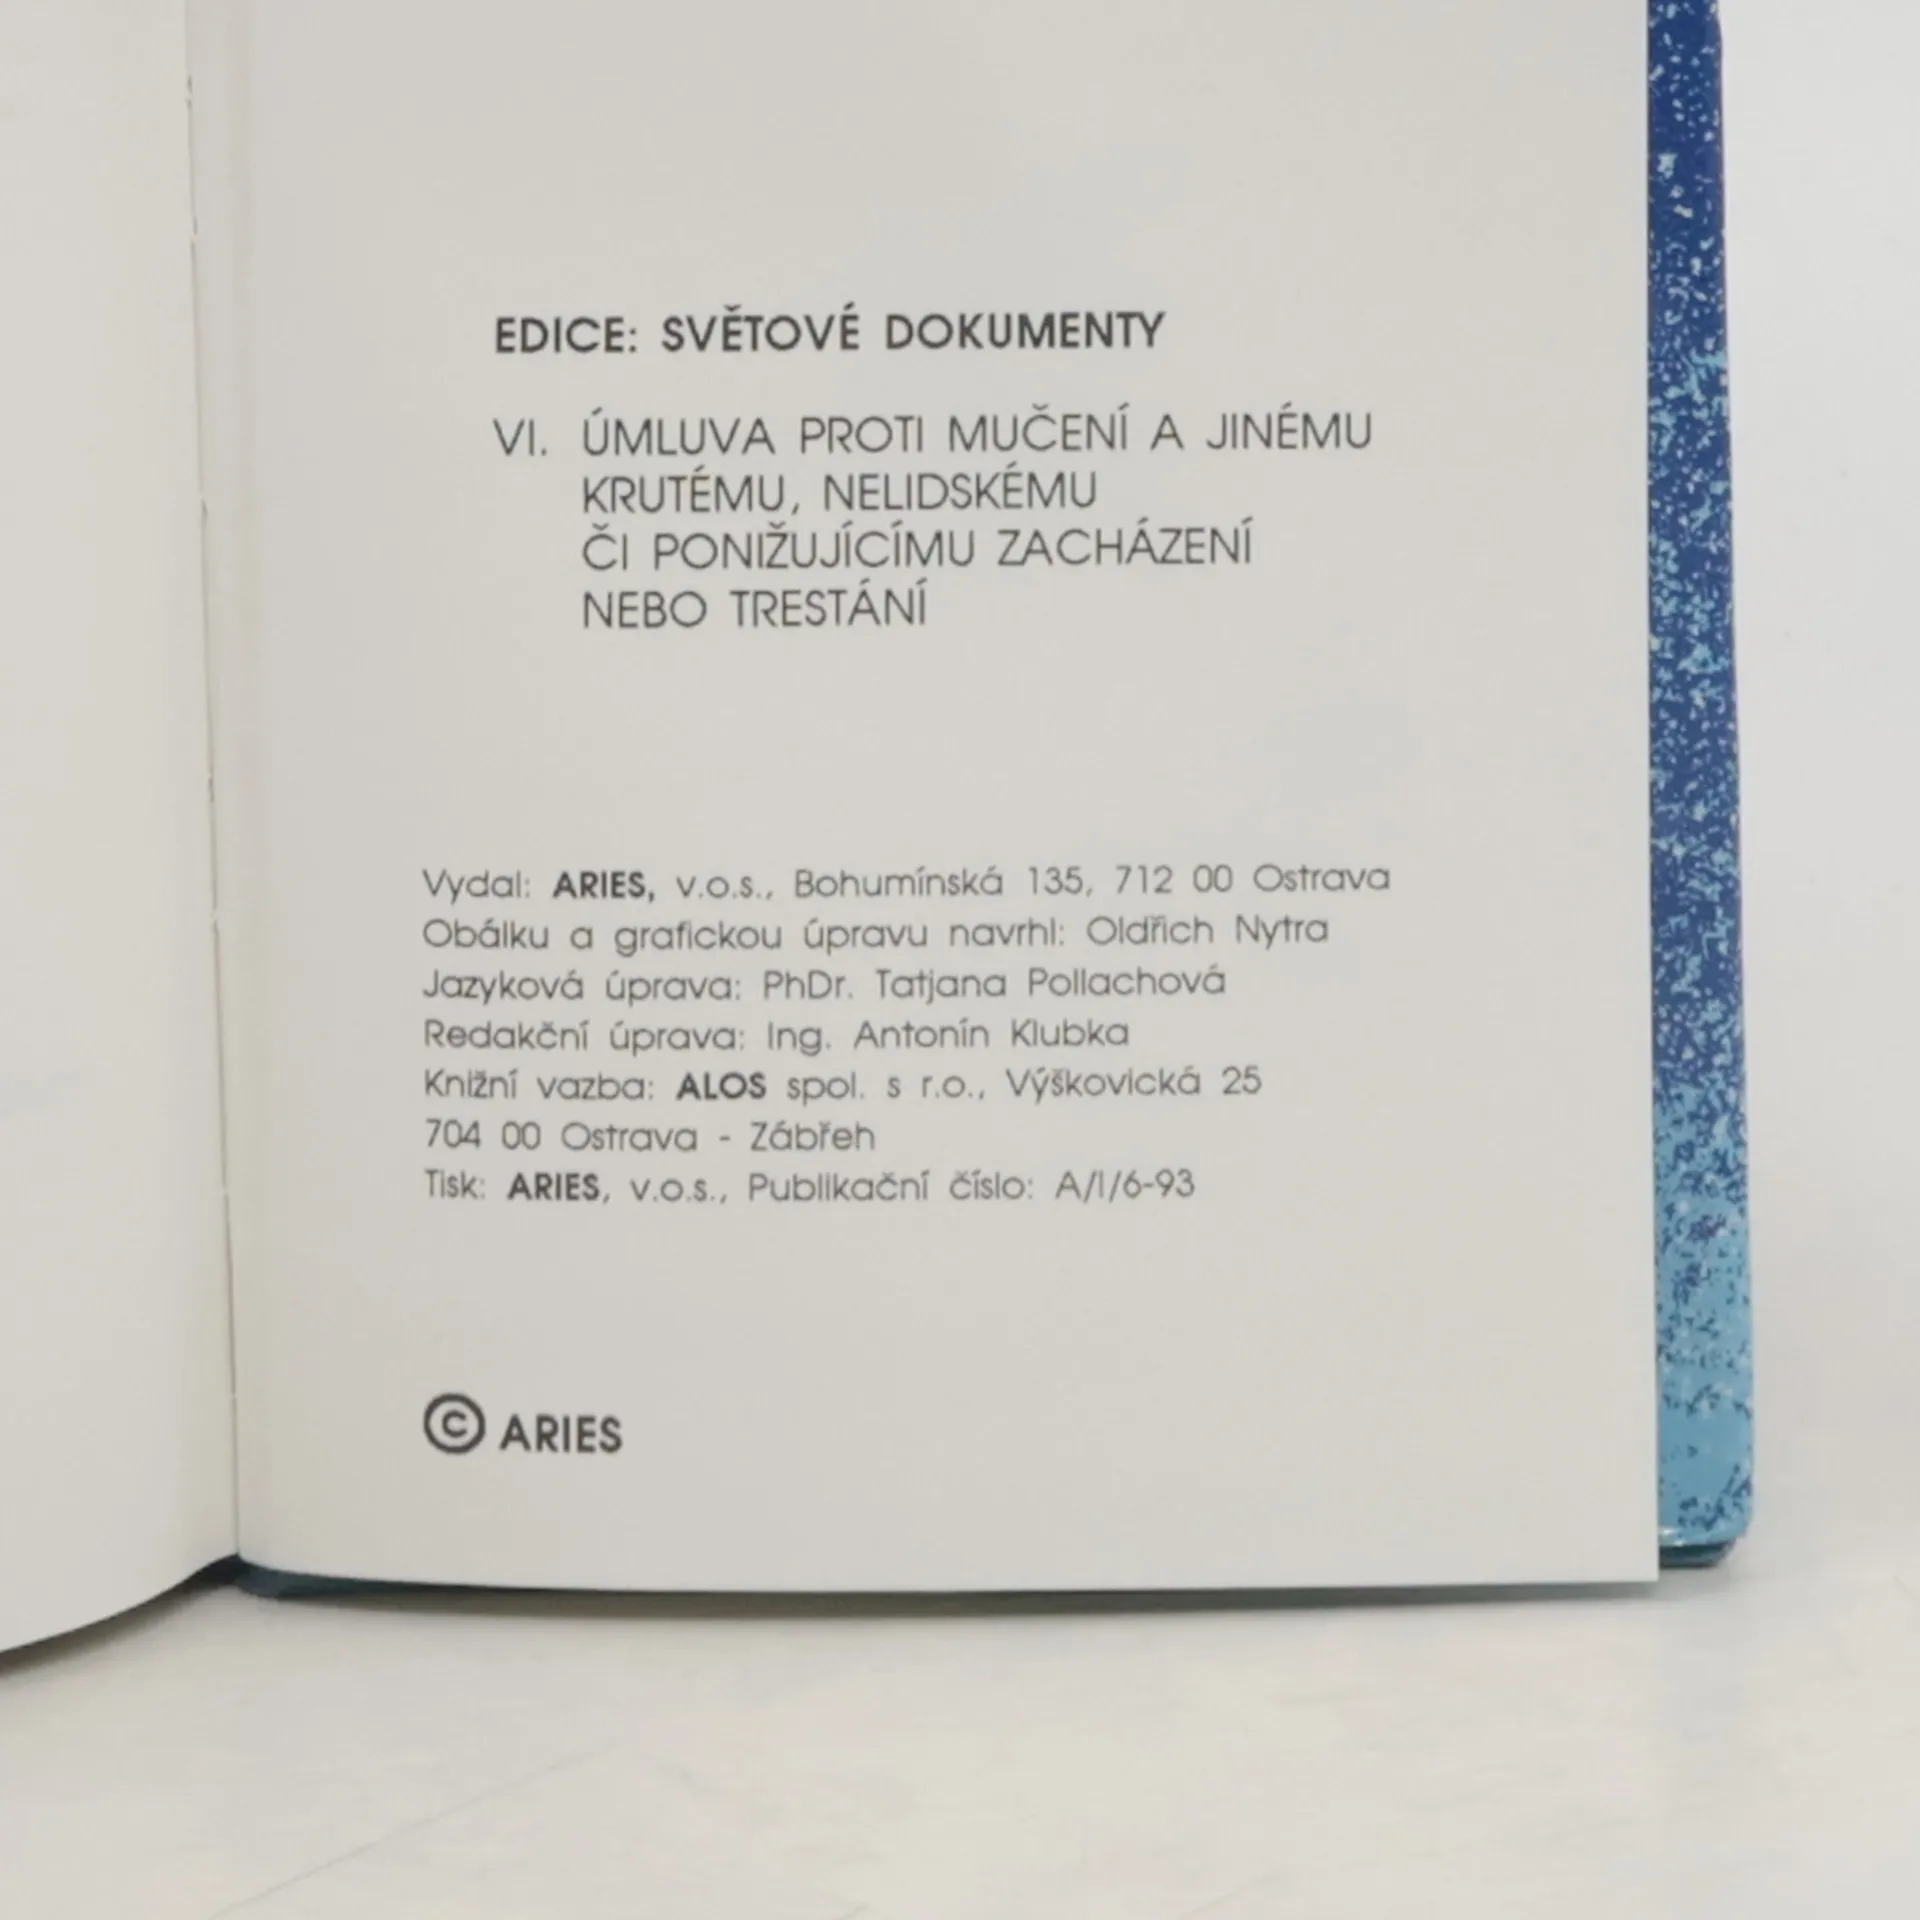 EDICE: SVĚTOVÉ DOKUMENTY
VI. ÚMLUVA PROTI MUČENÍ A JINÉMU
KRUTÉMU, NELIDSKÉMU
ČI PONIŽUJÍCÍMU ZACHÁZENÍ
NEBO TRESTÁNÍ
Vydal: ARIES, v.o.s., Bohumínská 135, 712 00 Ostrava
Obálku a grafickou úpravu navrhl: Oldřich Nytra
Jazyková úprava: PhDr. Tatjana Pollachová
Redakční úprava: Ing. Antonín Klubka
Knižní vazba: ALOS spol. s r.o., Výškovická 25
704 00 Ostrava - Zábřeh
Tisk: ARIES, v.o.s., Publikační číslo: A/I/6-93
© ARIES